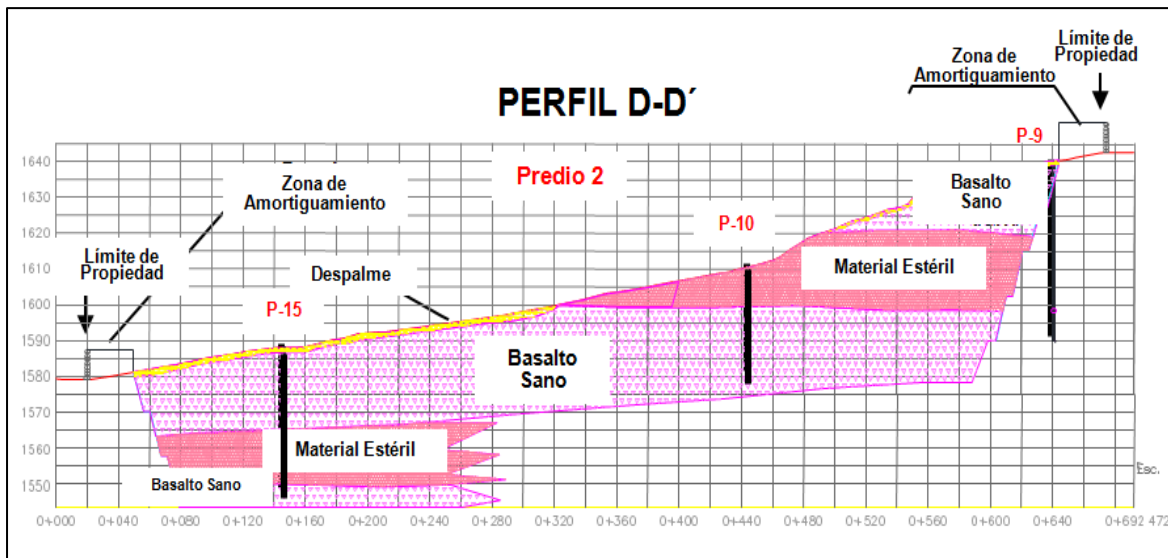 Límite de
Propiedad
Zona de
Amortiguamiento
PERFIL D-D´
P-9
1640
Zona de
Amortiguamiento
Predio 2
Basalto
Sano
1630
P-10
1620
Límite de
Propiedad
Despalme
Material Estéril
1610
P-15
1600
1590
Basalto
Sano
1580
1570
1560
Material Estéril
Esc.
Basalto Sano
1550
0+000 0+040 0+080 0+120 0+160 0+200 0+240 0+280 0+320 0+360 0+400 0+440 0+480 0+520 0+560 0+600 0+640 0+692 472